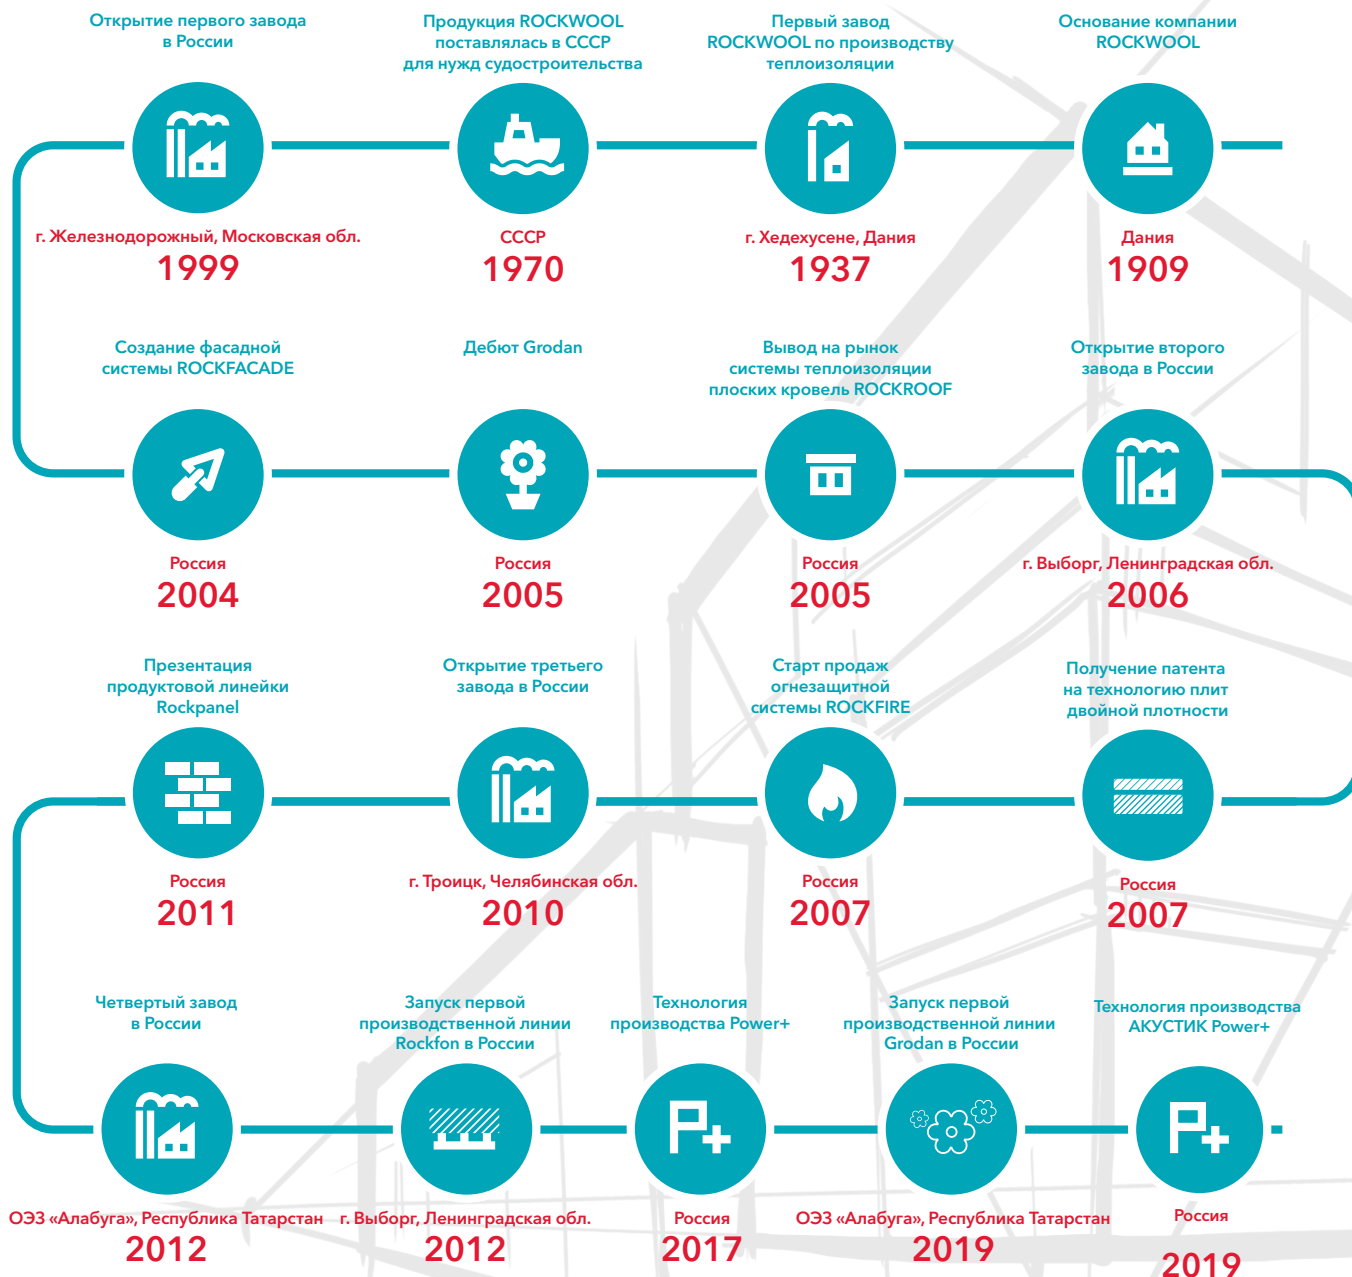 Открытие первого завода
в России
г. Железнодорожный, Московская обл.
1999
Продукция ROCKWOOL
поставлялась в СССР
для нужд судостроительства
СССР
1970
Первый завод
ROCKWOOL по производству
теплоизоляции
г. Хедехусене, Дания
1937
Основание компании
ROCKWOOL
Дания
1909
Создание фасадной
системы ROCKFACADE
Россия
2004
Дебют Grodan
Россия
2005
Вывод на рынок
системы теплоизоляции
плоских кровель ROCKROOF
Россия
2005
Открытие второго
завода в России
г. Выборг, Ленинградская обл.
2006
Презентация
продуктовой линейки
Rockpanel
Россия
2011
Открытие третьего
завода в России
г. Троицк, Челябинская обл.
2010
Старт продаж
огнезащитной
системы ROCKFIRE
Россия
2007
Получение патента
на технологию плит
двойной плотности
Россия
2007
Четвертый завод
в России
ОЭЗ «Алабуга», Республика Татарстан
2012
Запуск первой
производственной линии
Rockfon в России
г. Выборг, Ленинградская обл.
2012
Технология
производства Power+
P+
Россия
2017
Запуск первой
производственной линии
Grodan в России
ОЭЗ «Алабуга», Республика Татарстан
2019
Технология производства
АКУСТИК Power+
P+
Россия
2019